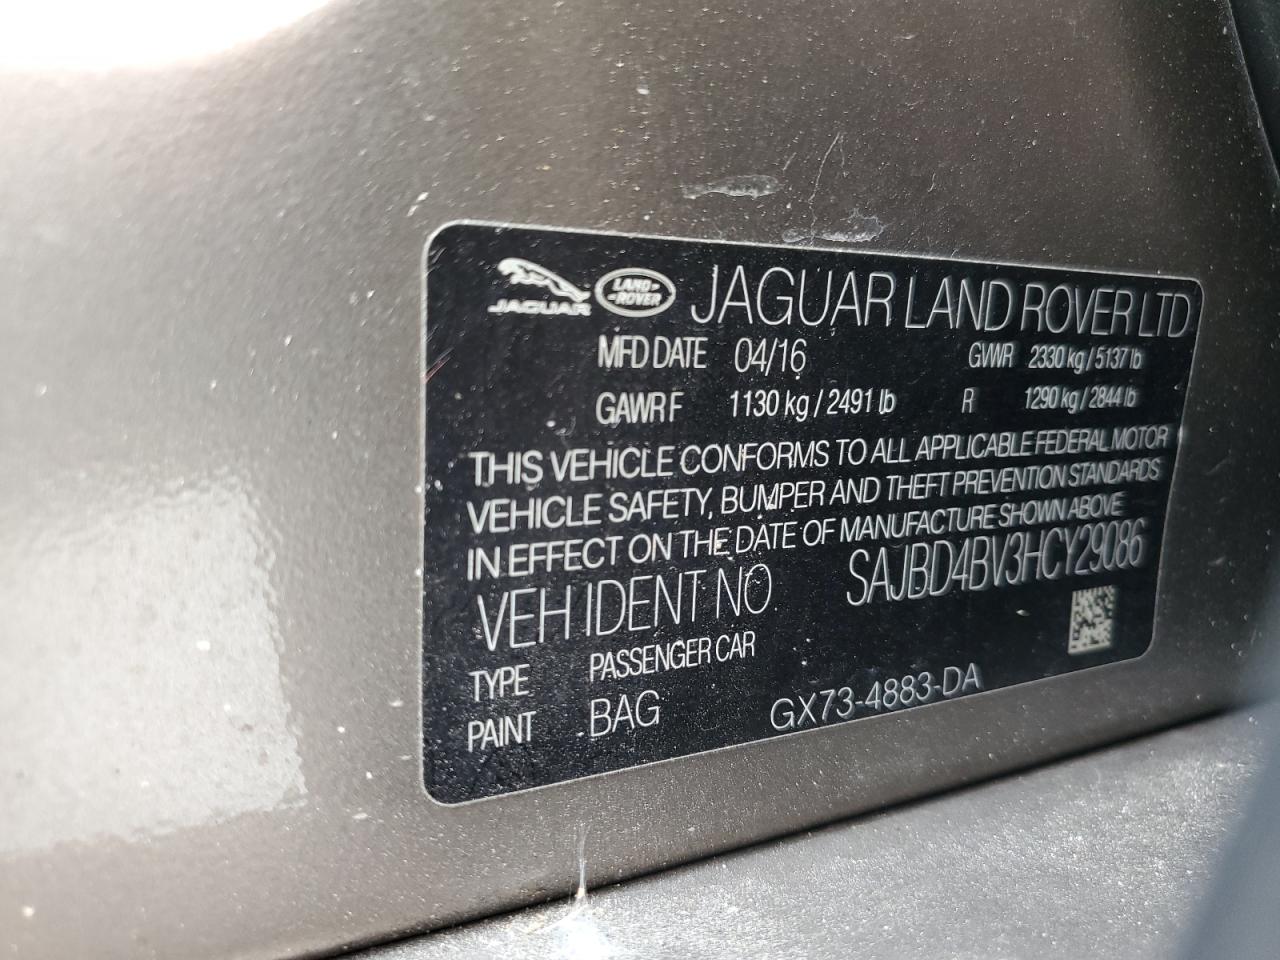 JAGUAR LAND ROVER JAGUAR LAND ROVER LTD
MFD DATE 04/16 GVWR 2330 kg / 5137 lb
GAWR F 1130 kg / 2491 lb R 1290 kg / 2844 lb
THIS VEHICLE CONFORMS TO ALL APPLICABLE FEDERAL MOTOR
VEHICLE SAFETY, BUMPER AND THEFT PREVENTION STANDARDS
IN EFFECT ON THE DATE OF MANUFACTURE SHOWN ABOVE
VEH IDENT NO SAJBD4BV3HCY29086
TYPE PASSENGER CAR
PAINT BAG GX73-4883-DA